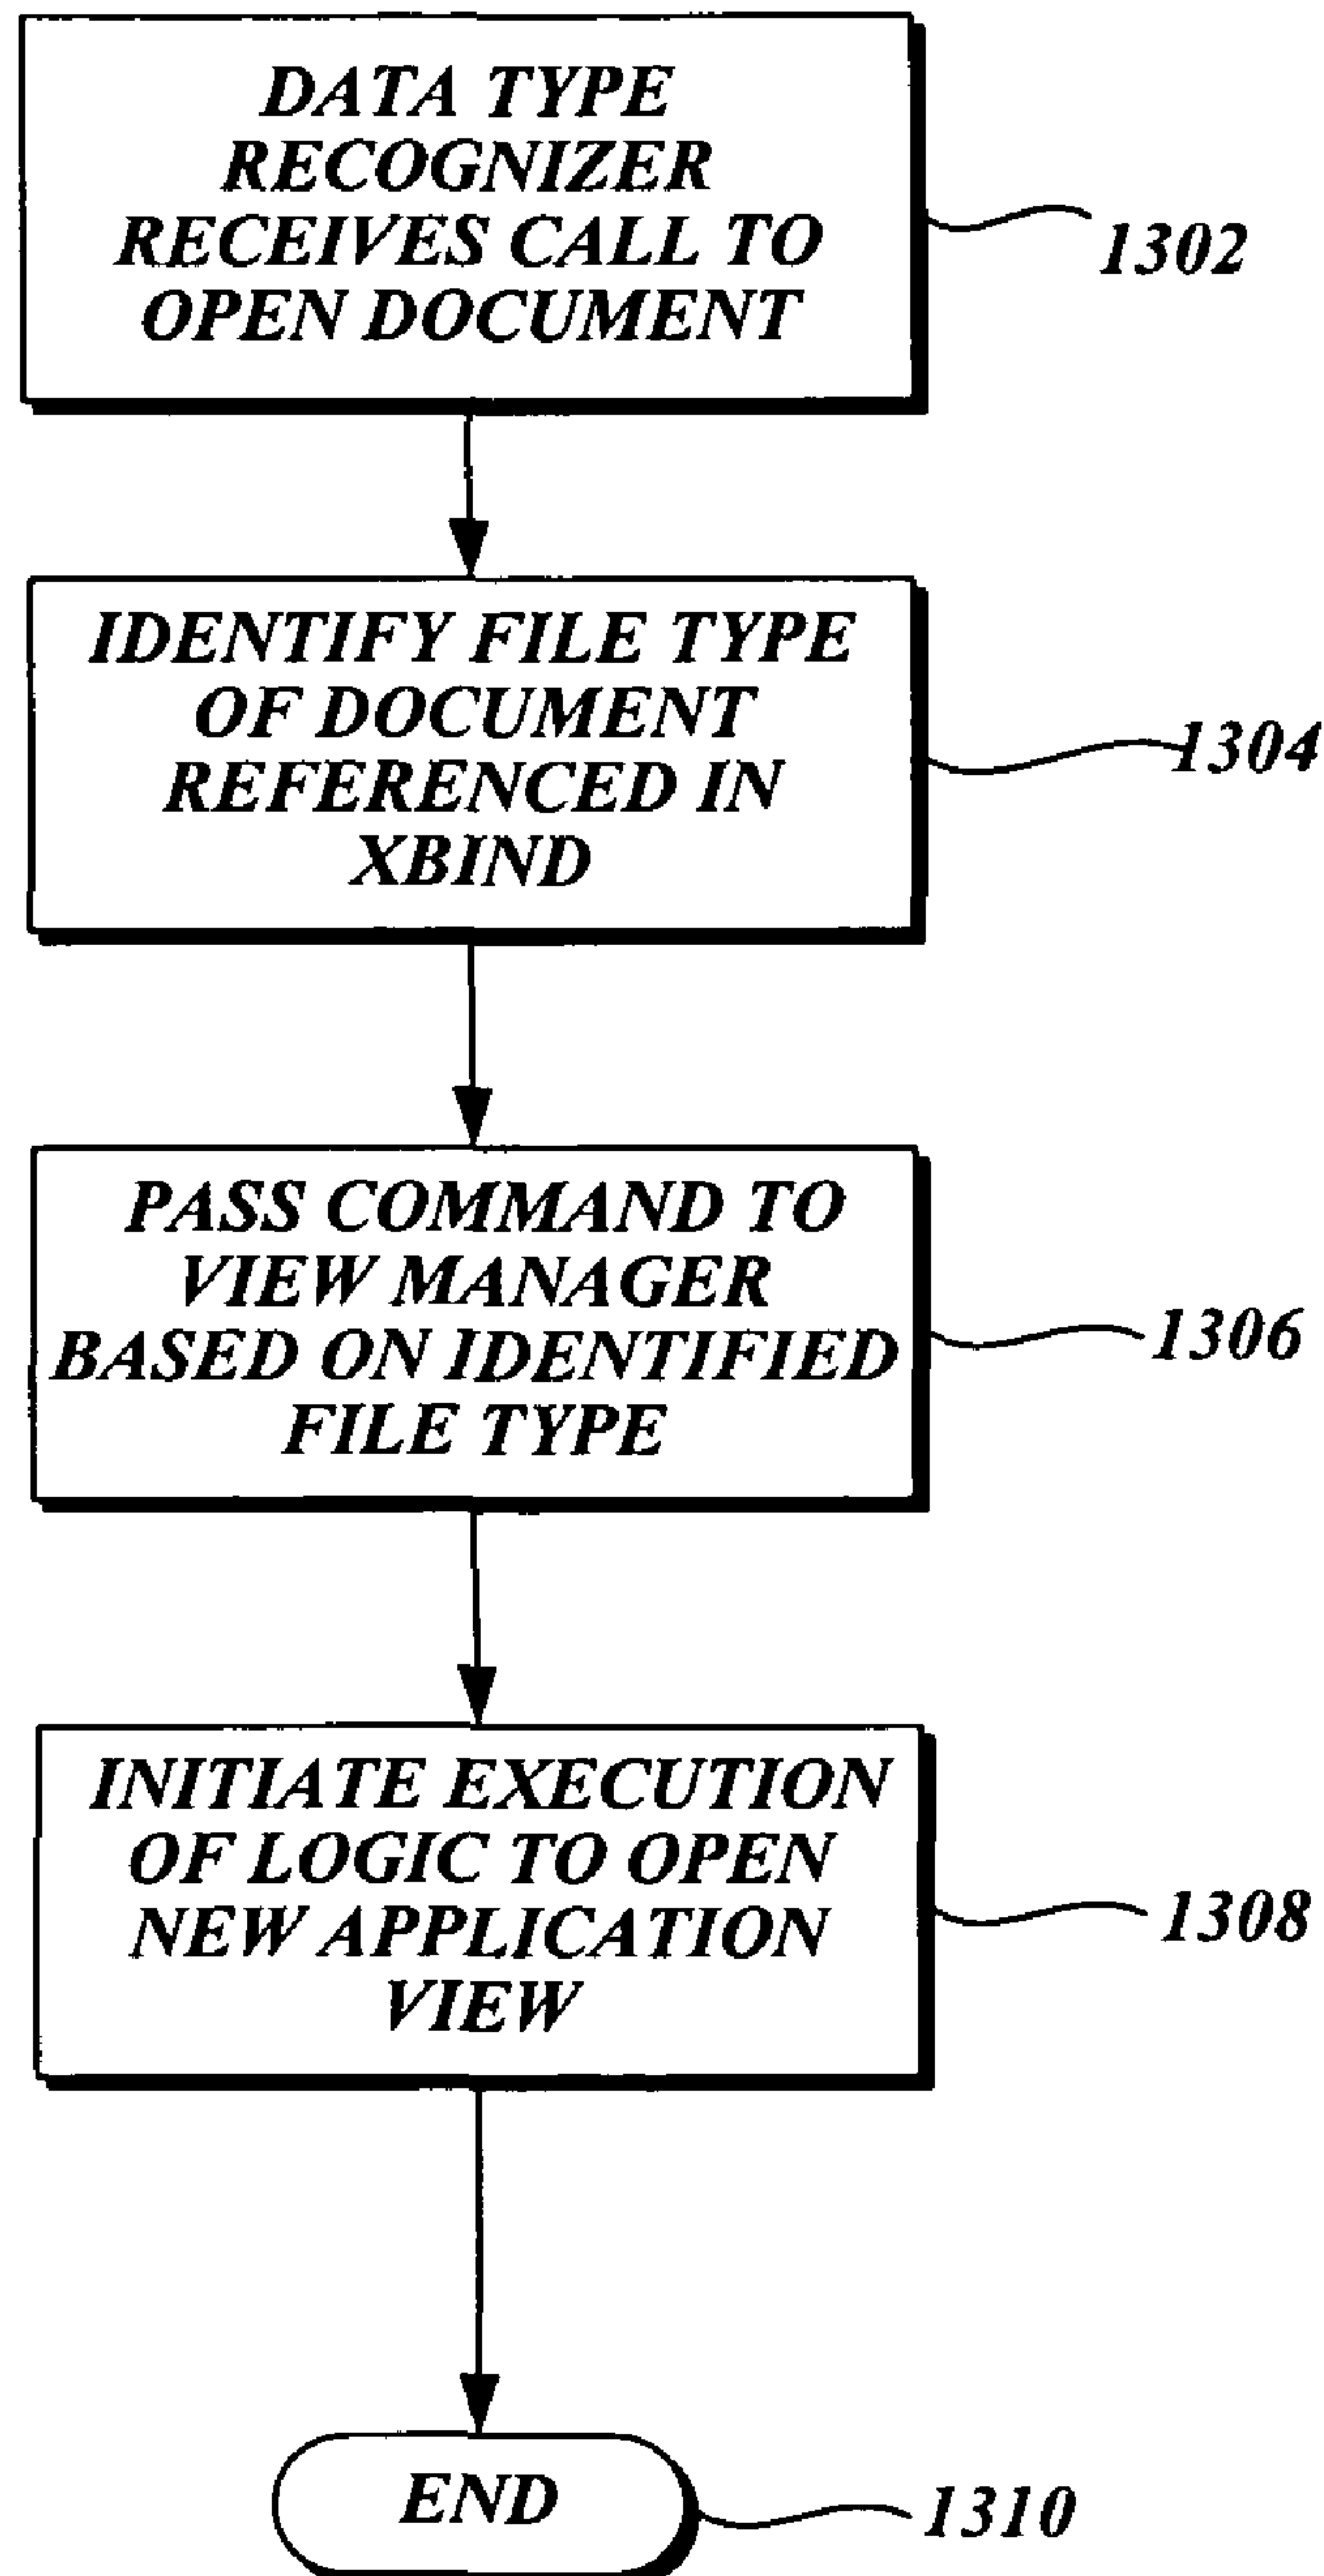 DATA TYPE
RECOGNIZER
RECEIVES CALL TO
OPEN DOCUMENT
1302
IDENTIFY FILE TYPE
OF DOCUMENT
REFERENCED IN
XBIND
1304
PASS COMMAND TO
VIEW MANAGER
BASED ON IDENTIFIED
FILE TYPE
1306
INITIATE EXECUTION
OF LOGIC TO OPEN
NEW APPLICATION
VIEW
1308
END
1310